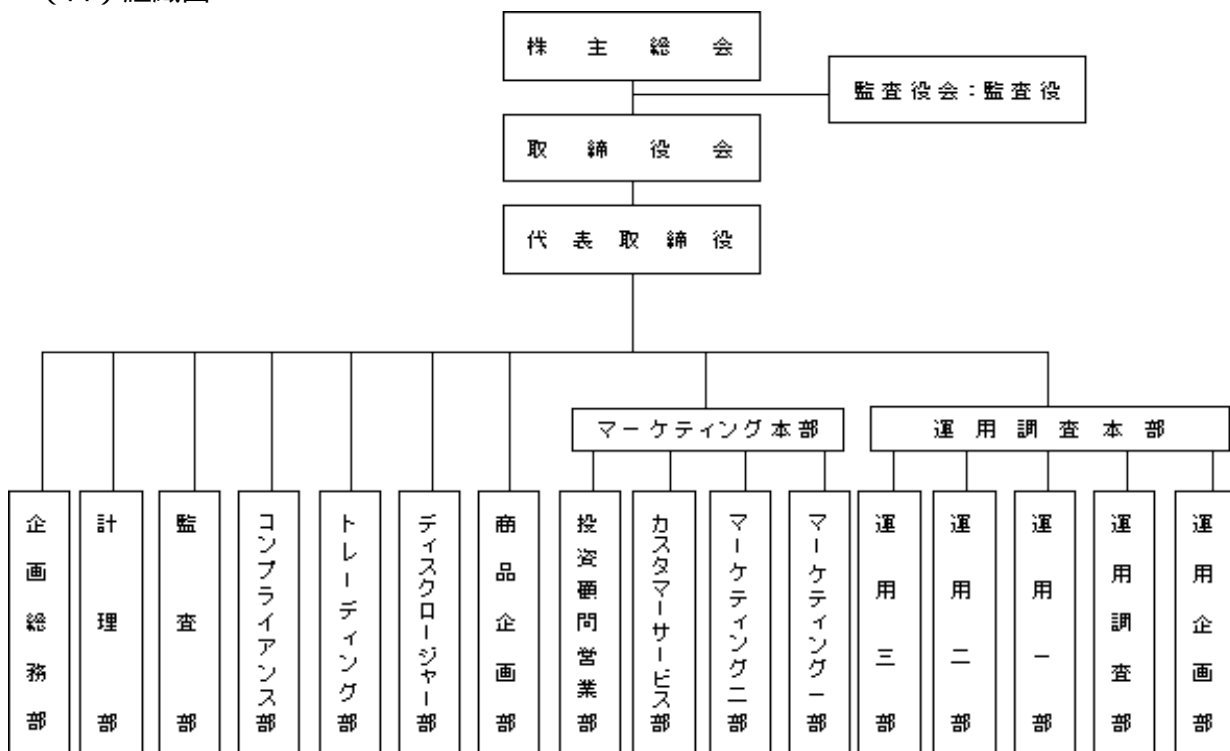 株主総会
監査役会：監査役
取締役会
代表取締役
マーケティング本部
運用調査本部
企画総務部
計理部
監査部
コンプライアンス部
トレーディング部
ディスクロージャー部
商品企画部
投資顧問営業部
カスタマーサービス部
マーケティング二部
マーケティング一部
運用三部
運用二部
運用一部
運用調査部
運用企画部